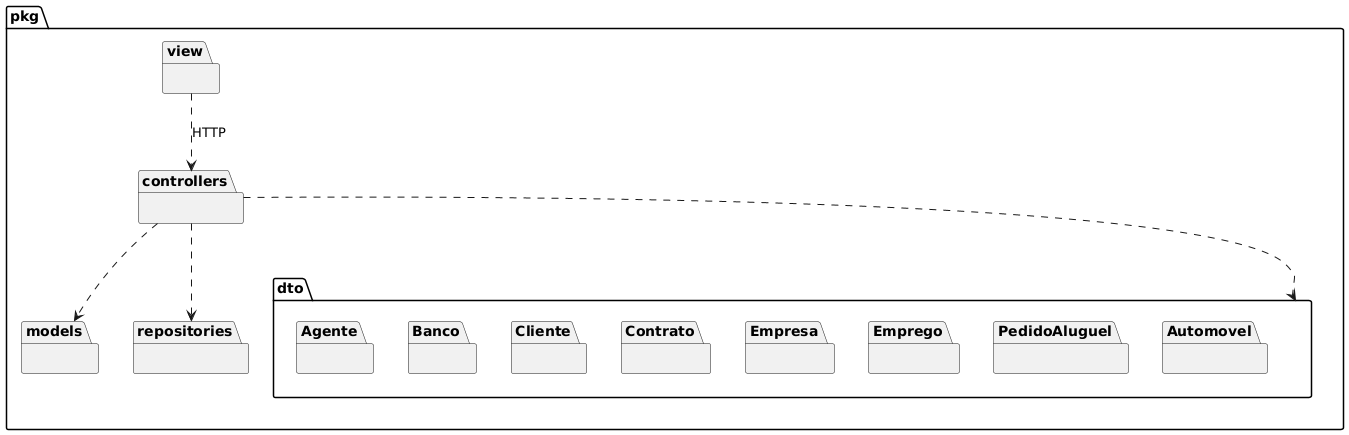 pkg
view
HTTP
controllers
dto
models
repositories
Agente
Banco
Cliente
Contrato
Empresa
Emprego
PedidoAluguel
Automovel